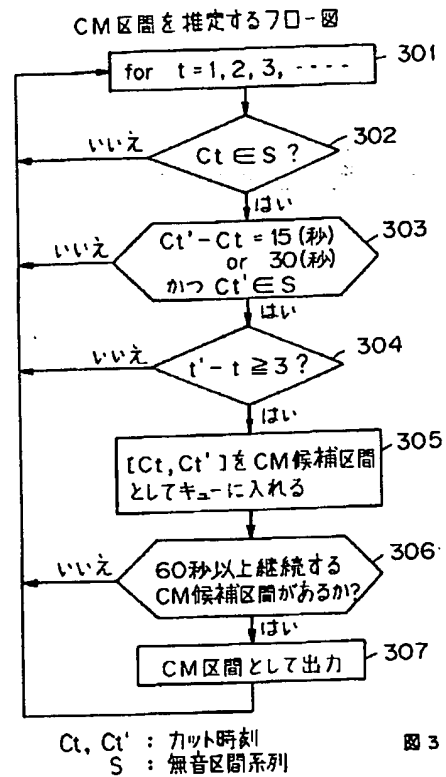 CM区間を推定するフロー図
for t=1,2,3,----
301
Ct∈S?
302
いいえ
はい
Ct'-Ct=15(秒)
or 30(秒)
かつ Ct'∈S
303
いいえ
はい
t'-t≧3?
304
いいえ
はい
[Ct,Ct']をCM候補区間
としてキューに入れる
305
60秒以上継続する
CM候補区間があるか?
306
いいえ
はい
CM区間として出力
307
Ct, Ct' : カット時刻
S : 無音区間系列
図3